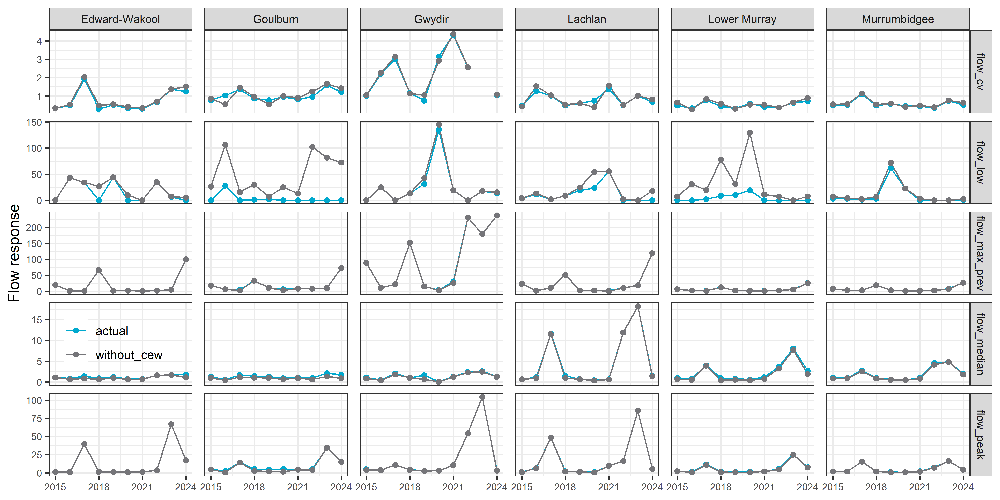 Edward-Wakool Goulburn Gwydir Lachlan Lower Murray Murrumbidgee
4
3
2
1
flow_cv
150
100
50
0
flow_low
Flow response
200
150
100
50
0
flow_max_prev
15
10
5
0
actual
without_cew
flow_median
100
75
50
25
0
flow_peak
2015 2018 2021 2024 2015 2018 2021 2024 2015 2018 2021 2024 2015 2018 2021 2024 2015 2018 2021 2024 2015 2018 2021 2024